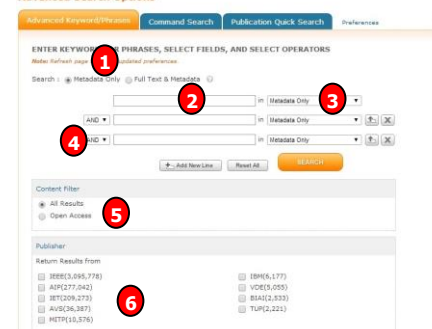 Advanced Keyword/Phrases Command Search Publication Quick Search Preferences
ENTER KEYWORDS OR PHRASES, SELECT FIELDS, AND SELECT OPERATORS
Note: Refresh page updated preferences.
1
Search : Metadata Only Full Text & Metadata
2 in Metadata Only 3
AND in Metadata Only
4 AND in Metadata Only
Add New Line Reset All SEARCH
Content Filter
All Results
Open Access
5
Publisher
Return Results from
IEEE(3,095,778) IBM(6,177)
AIP(277,042) VDE(5,055)
IET(209,273) BIAI(2,533)
AVS(36,387) TUP(2,221)
MITP(10,576)
6